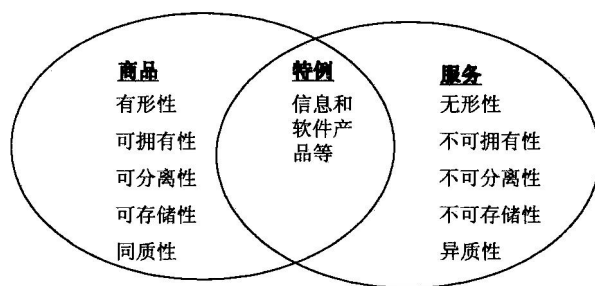 商品
有形性
可拥有性
可分离性
可存储性
同质性
特例
信息和
软件产
品等
服务
无形性
不可拥有性
不可分离性
不可存储性
异质性